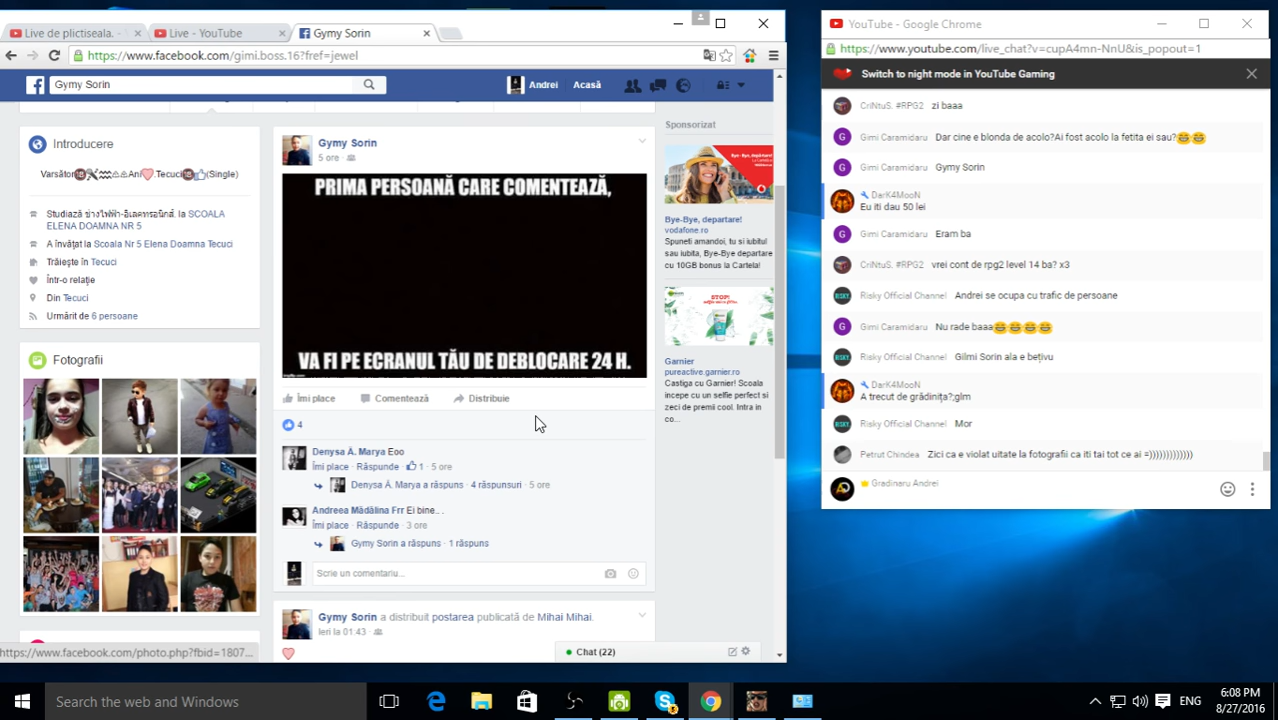 Live de plictiseala.
Live - YouTube
Gymy Sorin
https://www.facebook.com/gimi.boss.16?fref=jewel
Gymy Sorin
Andrei
Acasă
Introducere
Ani
.Tecuci
(Single)
Studiază ช่างไฟฟ้า-อิเลคทรอนิคส์. la SCOALA
ELENA DOAMNA NR 5
A învățat la Scoala Nr 5 Elena Doamna Tecuci
Trăiește în Tecuci
Într-o relație
Din Tecuci
Urmărit de 6 persoane
Fotografii
https://www.facebook.com/photo.php?fbid=1807...
Gymy Sorin
5 ore
PRIMA PERSOANĂ CARE COMENTEAZĂ,
VA FI PE ECRANUL TĂU DE DEBLOCARE 24 H.
Îmi place
Comentează
Distribuie
4
Denysa Ă. Marya Eoo
Îmi place · Răspunde · 1 · 5 ore
Denysa Ă. Marya a răspuns · 4 răspunsuri · 5 ore
Andreea Mădălina Frr Ei bine.. .
Îmi place · Răspunde · 3 ore
Gymy Sorin a răspuns · 1 răspuns
Scrie un comentariu...
Gymy Sorin a distribuit postarea publicată de Mihai Mihai.
Ieri la 01:43
Sponsorizat
Bye-Bye, departare!
vodafone.ro
Spuneti amandoi, tu si iubitul
sau iubita, Bye-Bye departare
cu 10GB bonus la Cartela!
STOP!
Garnier
pureactive.garnier.ro
Castiga cu Garnier! Scoala
incepe cu un selfie perfect si
zeci de premii cool. Intra in
co...
Chat (22)
YouTube - Google Chrome
https://www.youtube.com/live_chat?v=cupA4mn-NnU&is_popout=1
Switch to night mode in YouTube Gaming
CriNtuS. #RPG2 zi baaa
Gimi Caramidaru Dar cine e blonda de acolo?Ai fost acolo la fetita ei sau?😂😂
Gimi Caramidaru Gymy Sorin
DarK4MooN
Eu iti dau 50 lei
Gimi Caramidaru Eram ba
CriNtuS. #RPG2 vrei cont de rpg2 level 14 ba? x3
Risky Official Channel Andrei se ocupa cu trafic de persoane
Gimi Caramidaru Nu rade baaa😂😂😂😂
Risky Official Channel Gilmi Sorin ala e bețivu
DarK4MooN
A trecut de grădinița?;glm
Risky Official Channel Mor
Petrut Chindea Zici ca e violat uitate la fotografii ca iti tai tot ce ai =)))))))))))))
Gradinaru Andrei
Search the web and Windows
ENG
6:08 PM
8/27/2016